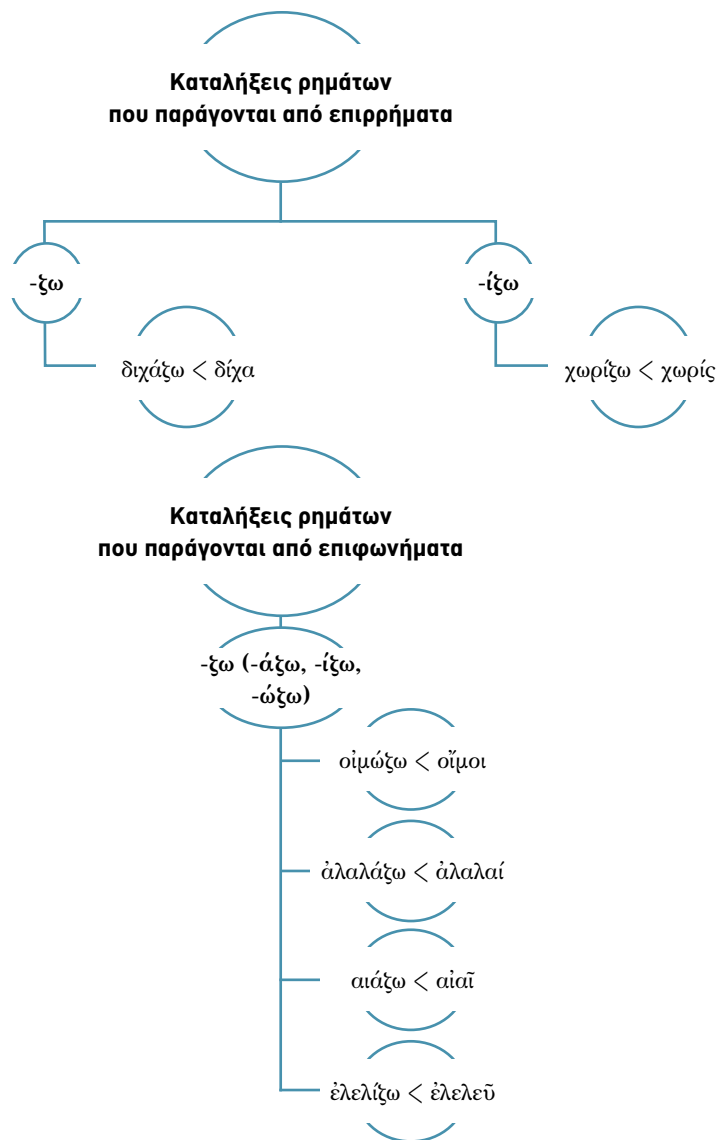 Καταλήξεις ρημάτων
που παράγονται από επιρρήματα
-ζω
-ίζω
διχάζω < δίχα
χωρίζω < χωρίς
Καταλήξεις ρημάτων
που παράγονται από επιφωνήματα
-ζω (-άζω, -ίζω,
-ώζω)
οἰμώζω < οἴμοι
ἀλαλάζω < ἀλαλαί
αιάζω < αἰαῖ
ἐλελίζω < ἐλελεῦ